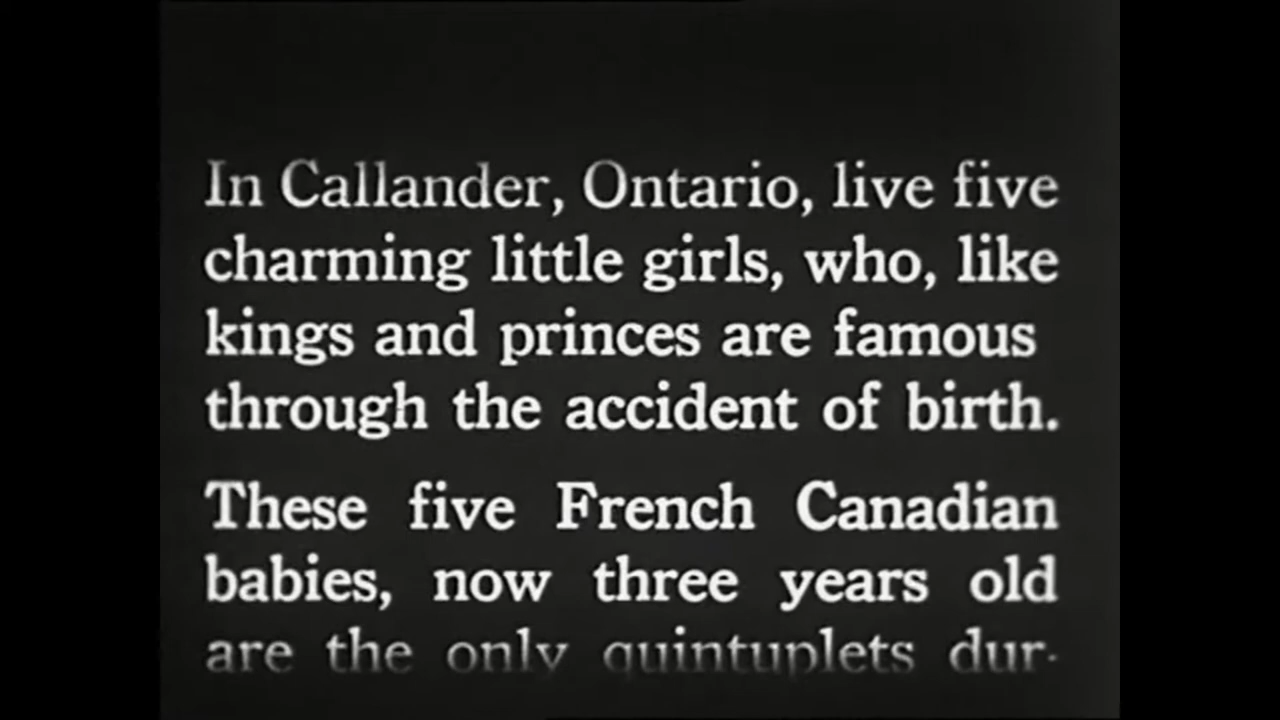 In Callander, Ontario, live five
charming little girls, who, like
kings and princes are famous
through the accident of birth.
These five French Canadian
babies, now three years old
are the only quintuplets dur-